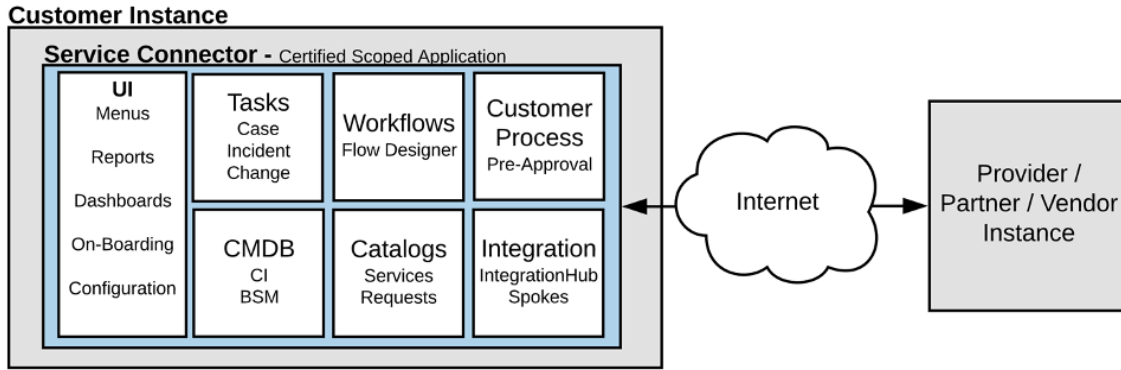 Customer Instance
Service Connector - Certified Scoped Application
UI
Menus
Reports
Dashboards
On-Boarding
Configuration
Tasks
Case
Incident
Change
Workflows
Flow Designer
Customer
Process
Pre-Approval
CMDB
CI
BSM
Catalogs
Services
Requests
Integration
IntegrationHub
Spokes
Internet
Provider /
Partner / Vendor
Instance